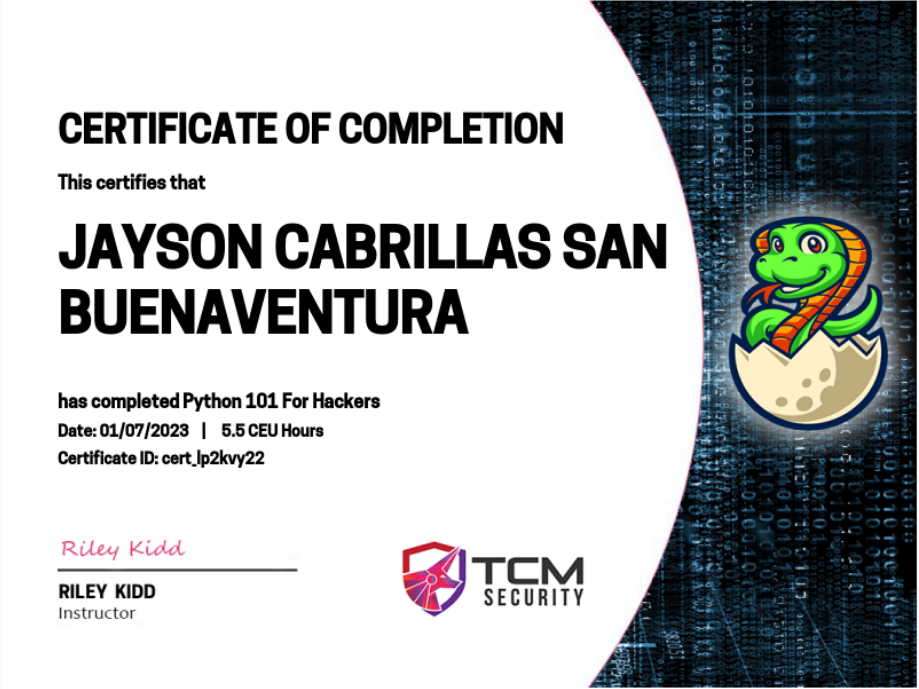 CERTIFICATE OF COMPLETION
This certifies that
JAYSON CABRILLAS SAN
BUENAVENTURA
has completed Python 101 For Hackers
Date: 01/07/2023 | 5.5 CEU Hours
Certificate ID: cert_lp2kvy22
Riley Kidd
RILEY KIDD
Instructor
TCM
SECURITY